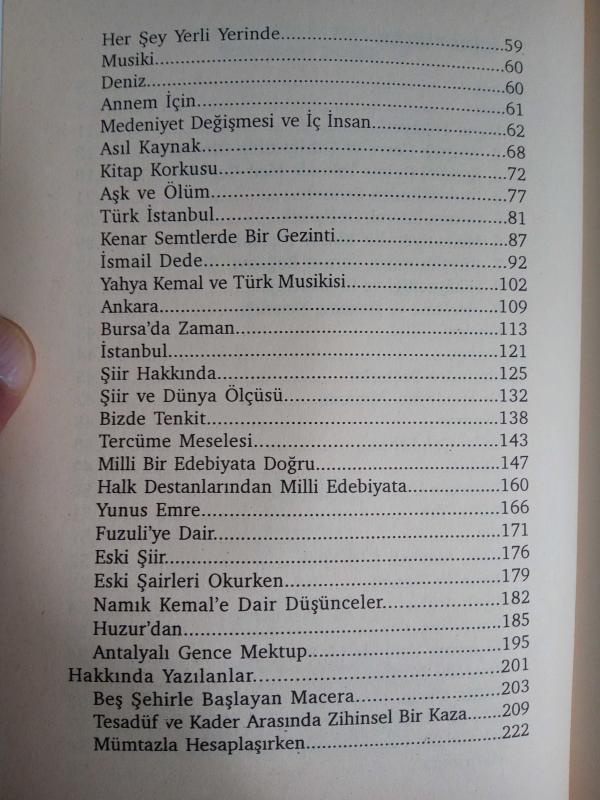 Her Şey Yerli Yerinde....................................59
Musiki....................................60
Deniz....................................60
Annem İçin....................................61
Medeniyet Değişmesi ve İç İnsan....................................62
Asıl Kaynak....................................68
Kitap Korkusu....................................72
Aşk ve Ölüm....................................77
Türk İstanbul....................................81
Kenar Semtlerde Bir Gezinti....................................87
İsmail Dede....................................92
Yahya Kemal ve Türk Musikisi....................................102
Ankara....................................109
Bursa'da Zaman....................................113
İstanbul....................................121
Şiir Hakkında....................................125
Şiir ve Dünya Ölçüsü....................................132
Bizde Tenkit....................................138
Tercüme Meselesi....................................143
Milli Bir Edebiyata Doğru....................................147
Halk Destanlarından Milli Edebiyata....................................160
Yunus Emre....................................166
Fuzuli'ye Dair....................................171
Eski Şiir....................................176
Eski Şairleri Okurken....................................179
Namık Kemal'e Dair Düşünceler....................................182
Huzur'dan....................................185
Antalyalı Gence Mektup....................................195
Hakkında Yazılanlar....................................201
Beş Şehirle Başlayan Macera....................................203
Tesadüf ve Kader Arasında Zihinsel Bir Kaza.......209
Mümtazla Hesaplaşırken....................................222